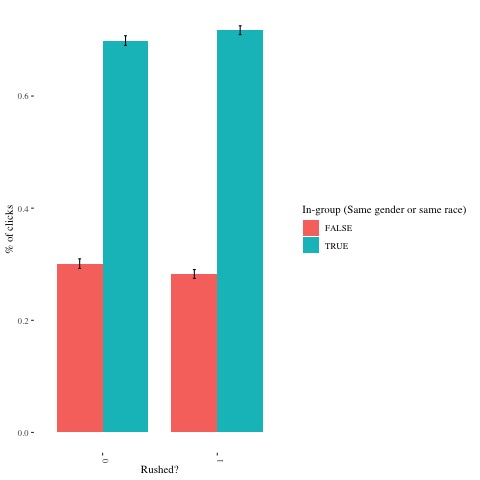 % of clicks
0.6
0.4
0.2
0.0
0
1
Rushed?
In-group (Same gender or same race)
FALSE
TRUE